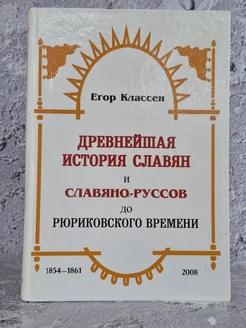 Егор Классен
ДРЕВНЕЙШАЯ
ИСТОРИЯ СЛАВЯН
И
СЛАВЯНО-РУССОВ
ДО
РЮРИКОВСКОГО ВРЕМЕНИ
1854—1861 2008